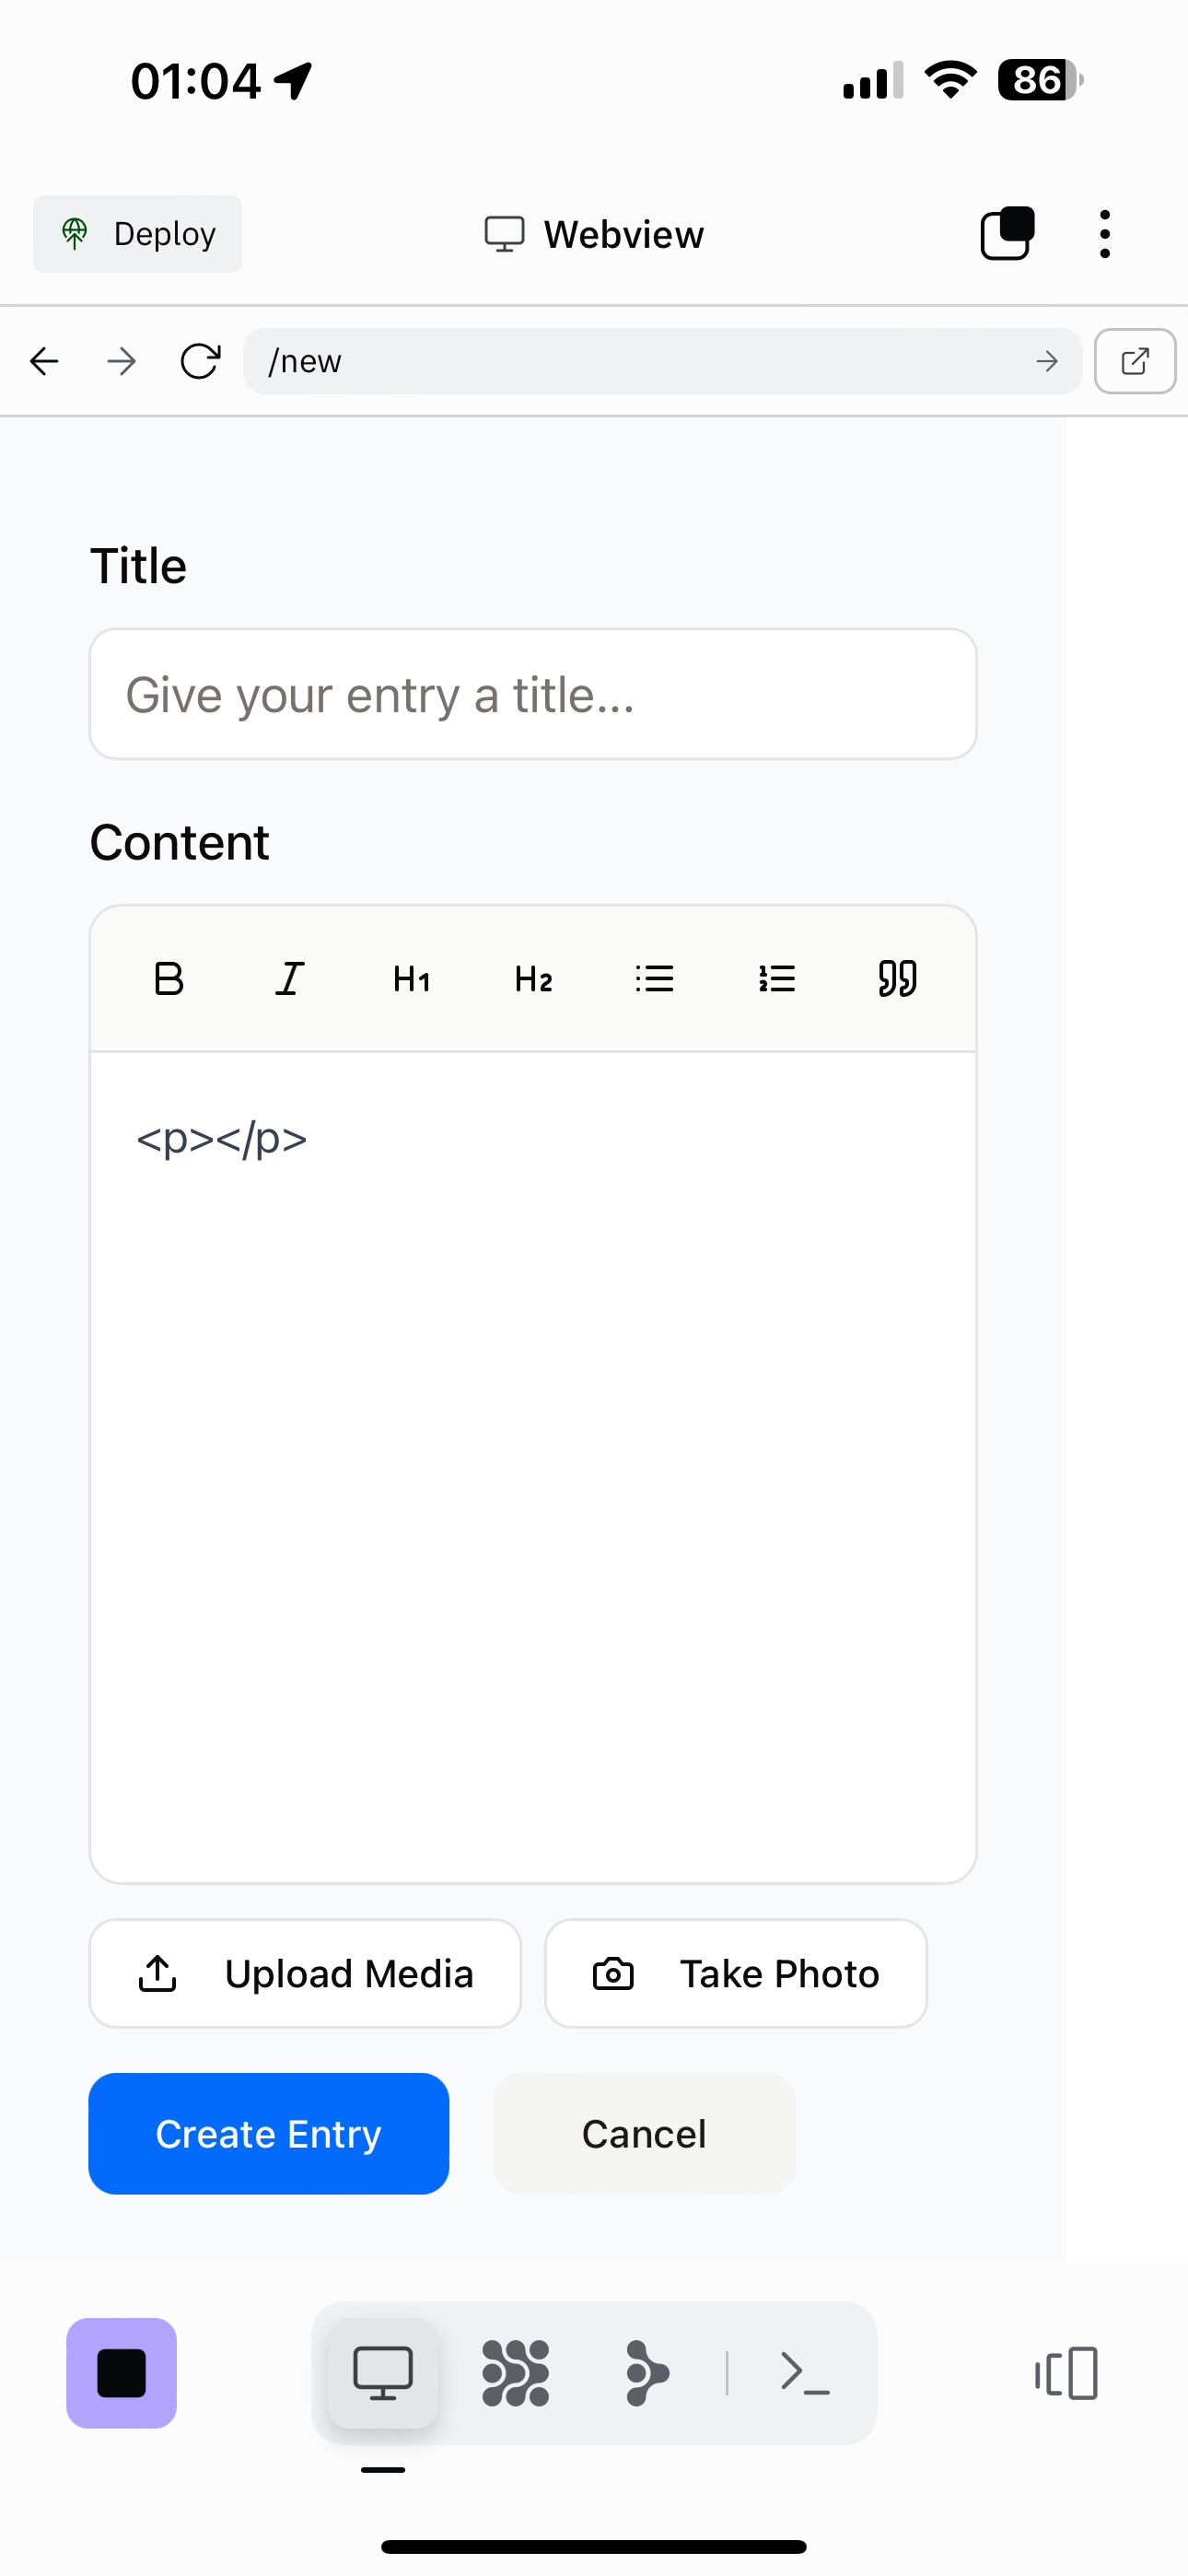 01:04
86
Deploy
Webview
/new
Title
Give your entry a title...
Content
B I H1 H2
<p></p>
Upload Media
Take Photo
Create Entry
Cancel